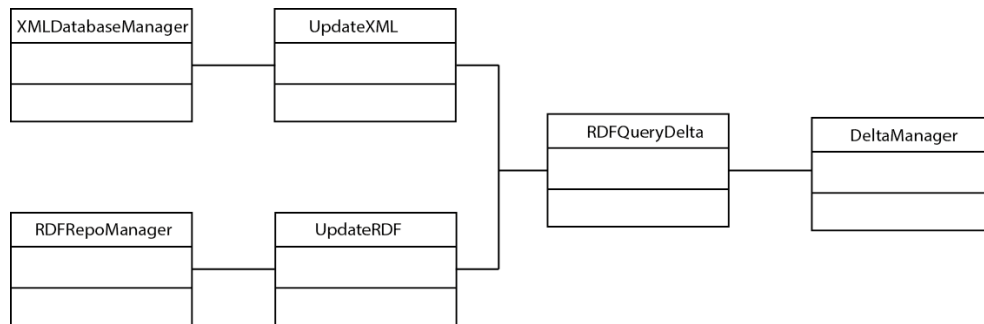 XMLDatabaseManager
UpdateXML
RDFQueryDelta
DeltaManager
RDFRepoManager
UpdateRDF